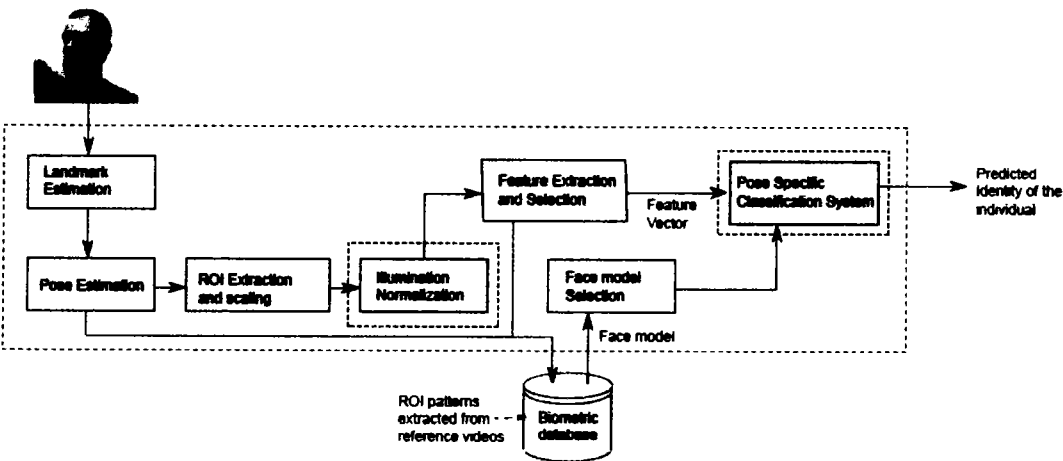 Landmark
Estimation
Pose Estimation
ROI Extraction
and scaling
Illumination
Normalization
Feature Extraction
and Selection
Feature
Vector
Pose Specific
Classification System
Predicted
Identity of the
individual
Face model
Selection
Face model
ROI patterns
extracted from
reference videos
Biometric
database